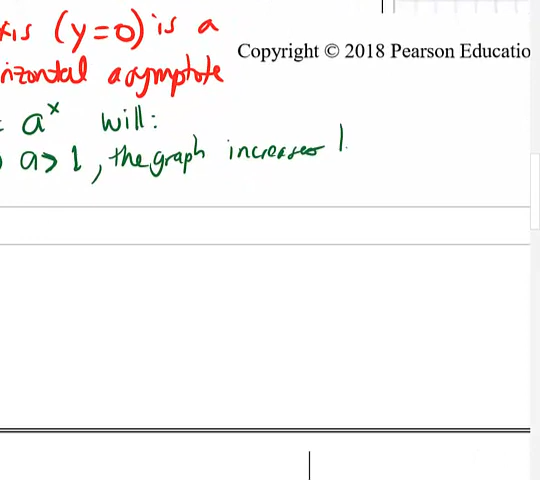 xis (y=0) is a
rizontal asymptote
Copyright © 2018 Pearson Educatio
= a^x will:
a > 1, the graph increases